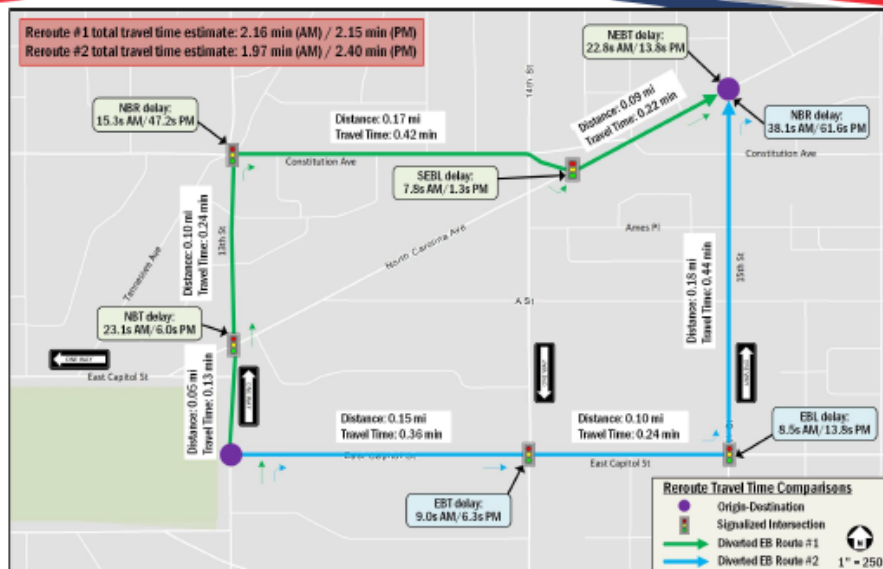 Reroute #1 total travel time estimate: 2.16 min (AM) / 2.15 min (PM)
Reroute #2 total travel time estimate: 1.97 min (AM) / 2.40 min (PM)
NEBT delay:
22.8s AM/13.8s PM
14th St
NBR delay:
15.3s AM/47.2s PM
Distance: 0.17 mi
Travel Time: 0.42 min
Distance: 0.09 mi
Travel Time: 0.22 min
NBR delay:
38.1s AM/61.6s PM
Constitution Ave
Constitution Ave
SEBL delay:
7.8s AM/1.3s PM
Distance: 0.10 mi
Travel Time: 0.24 min
13th St
Tennessee Ave
North Carolina Ave
Ames Pl
Distance: 0.18 mi
Travel Time: 0.44 min
15th St
A St
NBT delay:
23.1s AM/6.0s PM
ONE WAY
East Capitol St
ONE WAY
ONE WAY
ONE WAY
Distance: 0.05 mi
Travel Time: 0.13 min
Distance: 0.15 mi
Travel Time: 0.36 min
Distance: 0.10 mi
Travel Time: 0.24 min
EBL delay:
8.5s AM/13.8s PM
East Capitol St
East Capitol St
EBT delay:
9.0s AM/6.3s PM
Reroute Travel Time Comparisons
Origin-Destination
Signalized Intersection
Diverted EB Route #1
Diverted EB Route #2
N
1" = 250